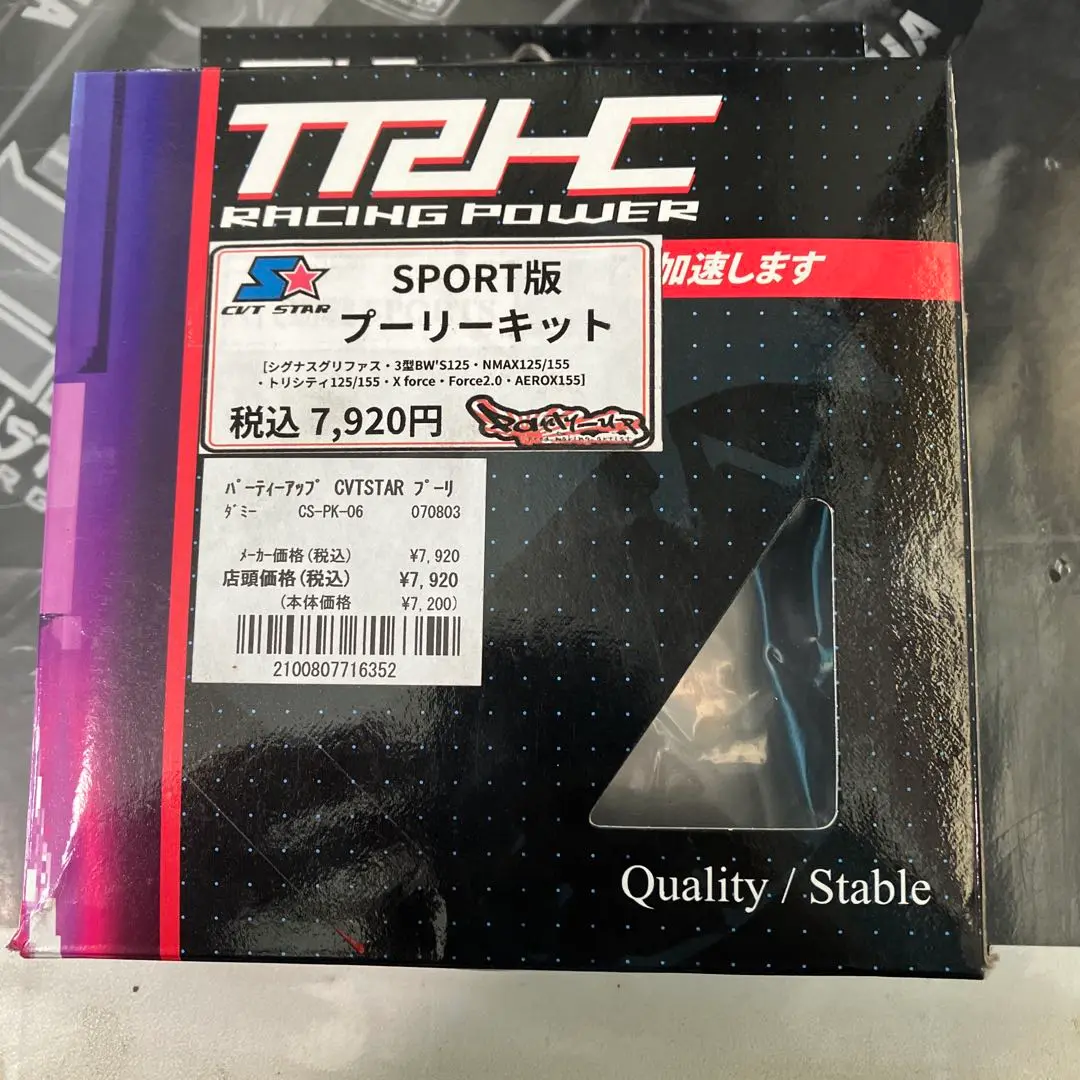 TTRHC
RACING POWER
加速します
S
CVT STAR
SPORT版
プーリーキット
[シグナスグリファス・3型BW'S125・NMAX125/155
・トリシティ125/155・X force・Force2.0・AEROX155]
税込 7,920円
Party-up
ﾊﾟｰﾃｨｰｱｯﾌﾟ CVTSTAR ﾌﾟｰﾘ
ﾀﾞﾐｰ CS-PK-06 070803
ﾒｰｶｰ価格(税込) ¥7,920
店頭価格(税込) ¥7,920
(本体価格 ¥7,200)
2100807716352
Quality / Stable